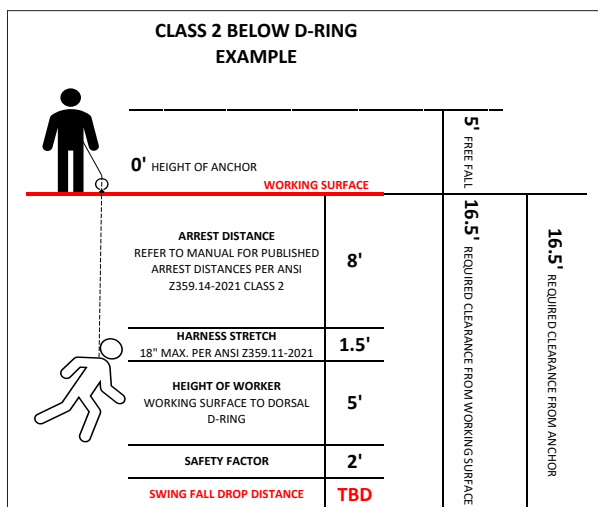 CLASS 2 BELOW D-RING
EXAMPLE
0' HEIGHT OF ANCHOR
WORKING SURFACE
5' FREE FALL
ARREST DISTANCE
REFER TO MANUAL FOR PUBLISHED
ARREST DISTANCES PER ANSI
Z359.14-2021 CLASS 2
8'
HARNESS STRETCH
18" MAX. PER ANSI Z359.11-2021
1.5'
HEIGHT OF WORKER
WORKING SURFACE TO DORSAL
D-RING
5'
SAFETY FACTOR
2'
SWING FALL DROP DISTANCE
TBD
16.5' REQUIRED CLEARANCE FROM WORKING SURFACE
16.5' REQUIRED CLEARANCE FROM ANCHOR